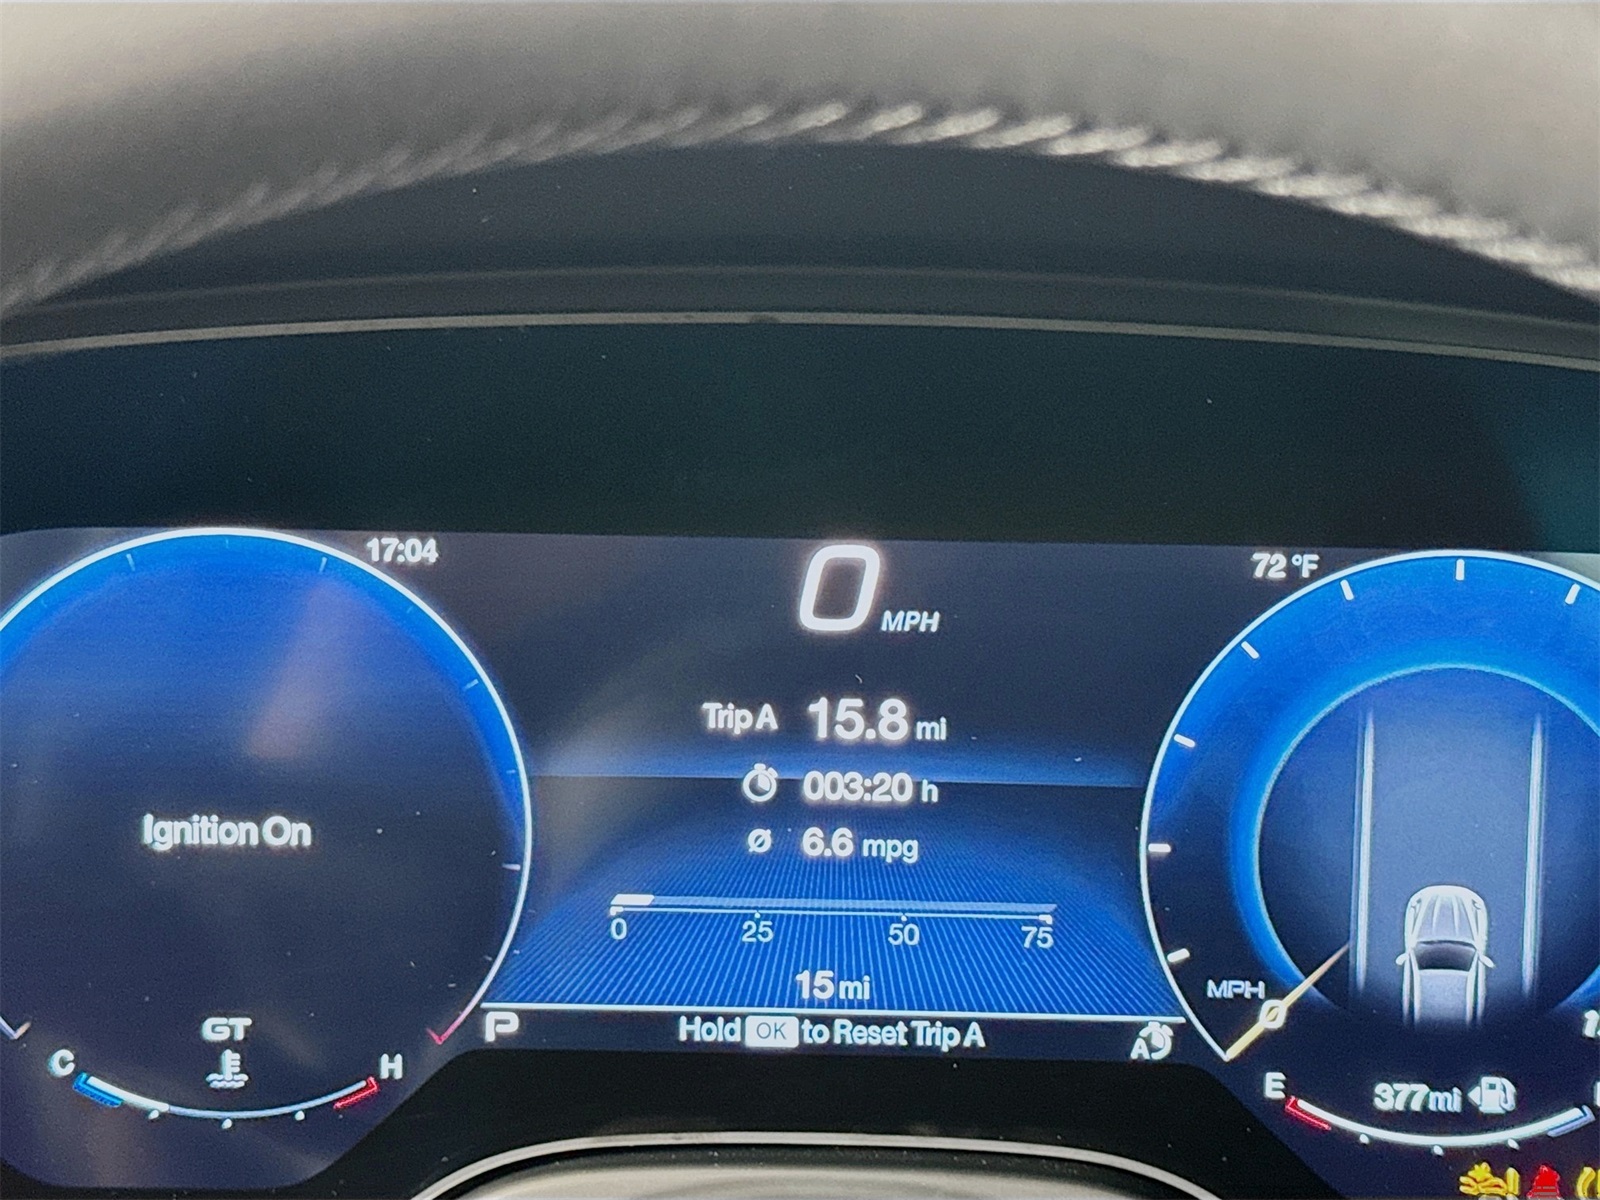 17:04
0 MPH
72 °F
Trip A 15.8 mi
003:20 h
Ø 6.6 mpg
Ignition On
0 25 50 75
15 mi
MPH
0
GT
P
Hold OK to Reset Trip A
A
C H
E 377mi